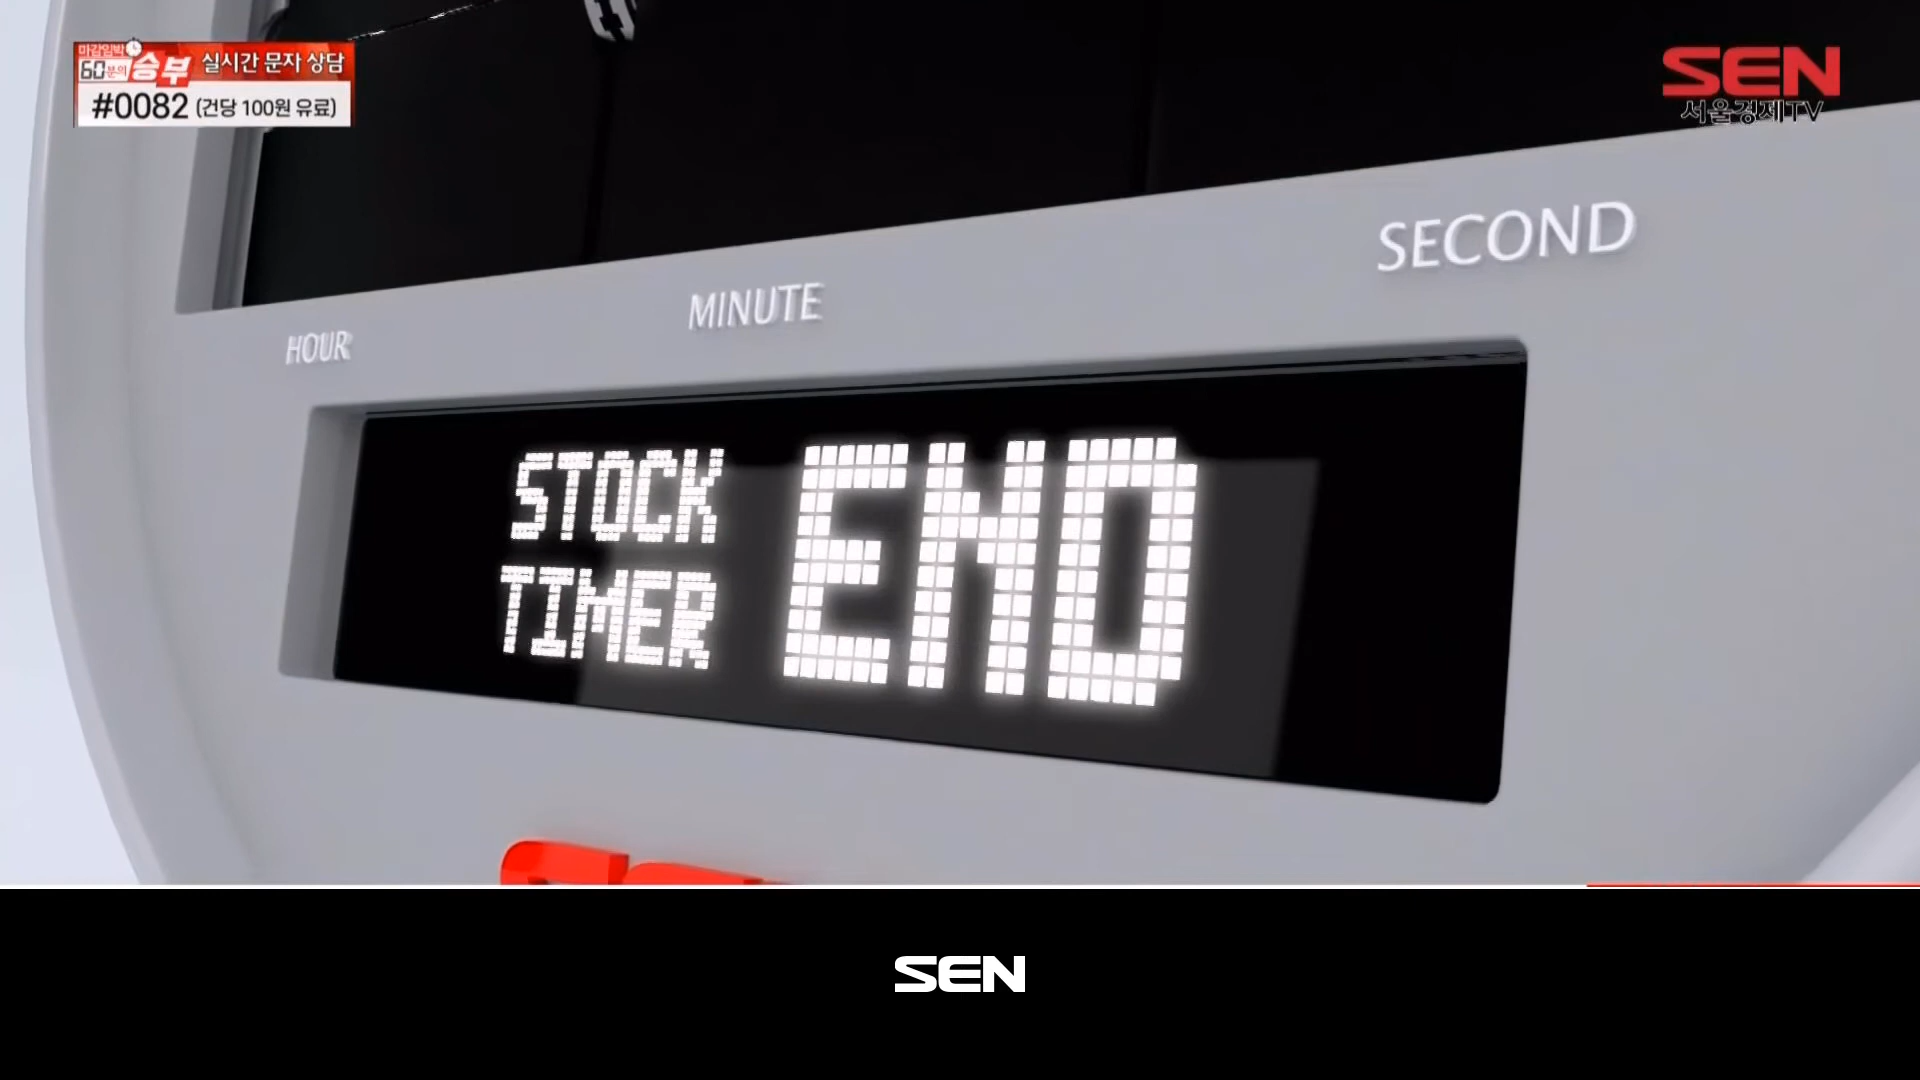 마감임박
60분의 승부 실시간 문자 상담
#0082 (건당 100원 유료)
SEN
서울경제TV
HOUR MINUTE SECOND
STOCK TIMER END
SEN